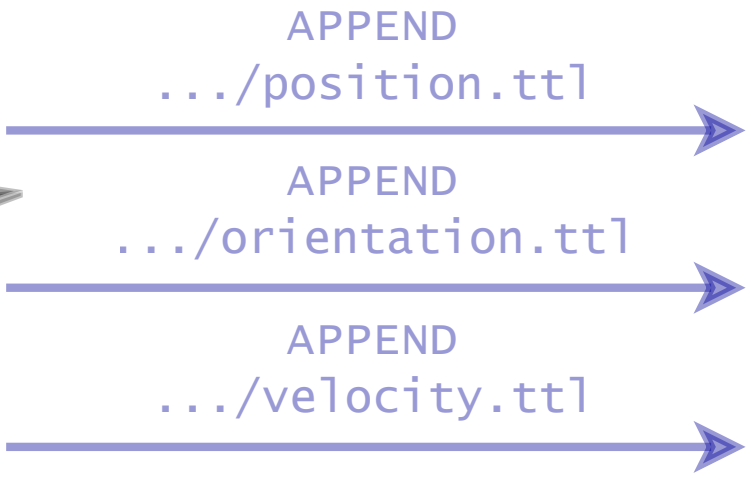 APPEND
.../position.ttl
APPEND
.../orientation.ttl
APPEND
.../velocity.ttl